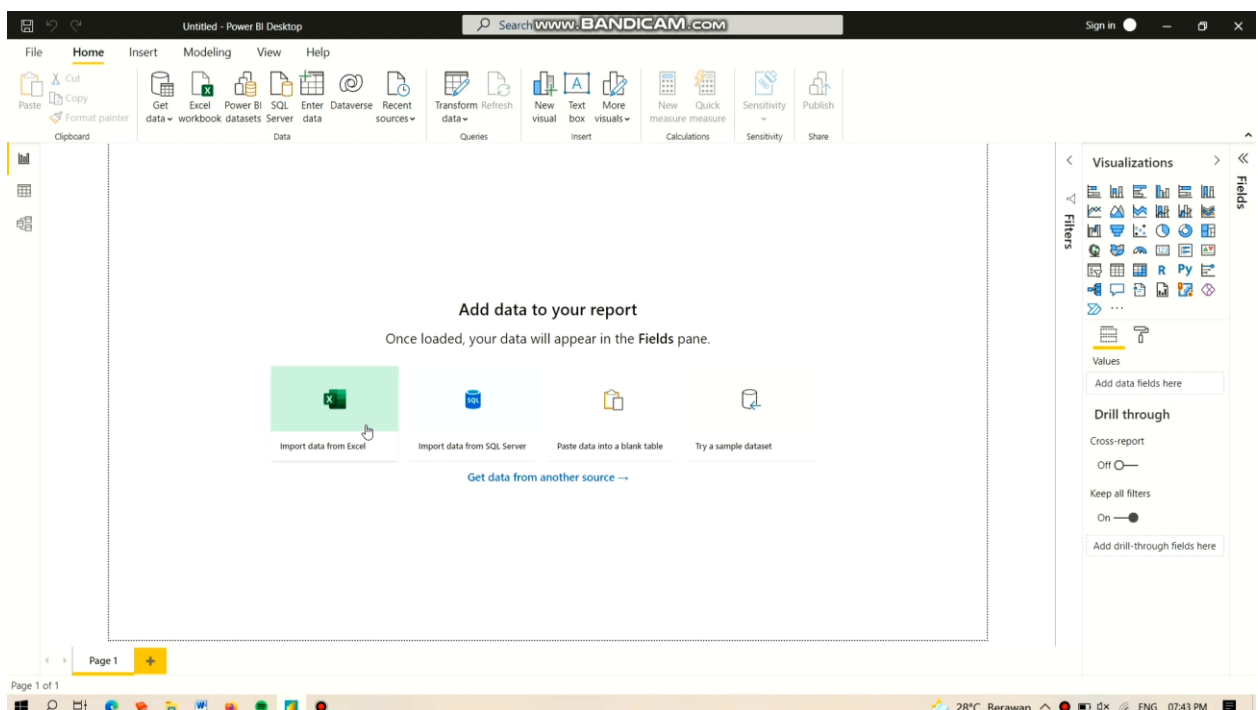 Untitled - Power BI Desktop
Search
www.BANDICAM.com
Sign in
File Home Insert Modeling View Help
Paste
Cut
Copy
Format painter
Get data
Excel workbook
Power BI datasets
SQL Server
Enter data
Dataverse
Recent sources
Transform data
Refresh
New visual
Text box
More visuals
New measure
Quick measure
Sensitivity
Publish
Clipboard Data Queries Insert Calculations Sensitivity Share
Filters
Visualizations
Fields
R Py
Values
Add data fields here
Drill through
Cross-report
Off
Keep all filters
On
Add drill-through fields here
Add data to your report
Once loaded, your data will appear in the Fields pane.
SQL
Import data from Excel
Import data from SQL Server
Paste data into a blank table
Try a sample dataset
Get data from another source →
Page 1
Page 1 of 1
28°C Berawan ENG 07:43 PM